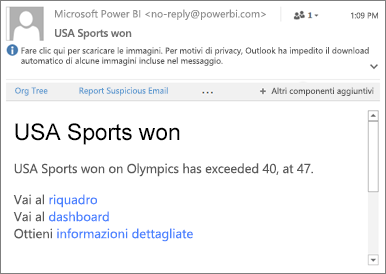 Microsoft Power BI <no-reply@powerbi.com>
1
1:09 PM
USA Sports won
Fare clic qui per scaricare le immagini. Per motivi di privacy, Outlook ha impedito il download
automatico di alcune immagini incluse nel messaggio.
Org Tree
Report Suspicious Email
...
+ Altri componenti aggiuntivi
USA Sports won
USA Sports won on Olympics has exceeded 40, at 47.
Vai al riquadro
Vai al dashboard
Ottieni informazioni dettagliate